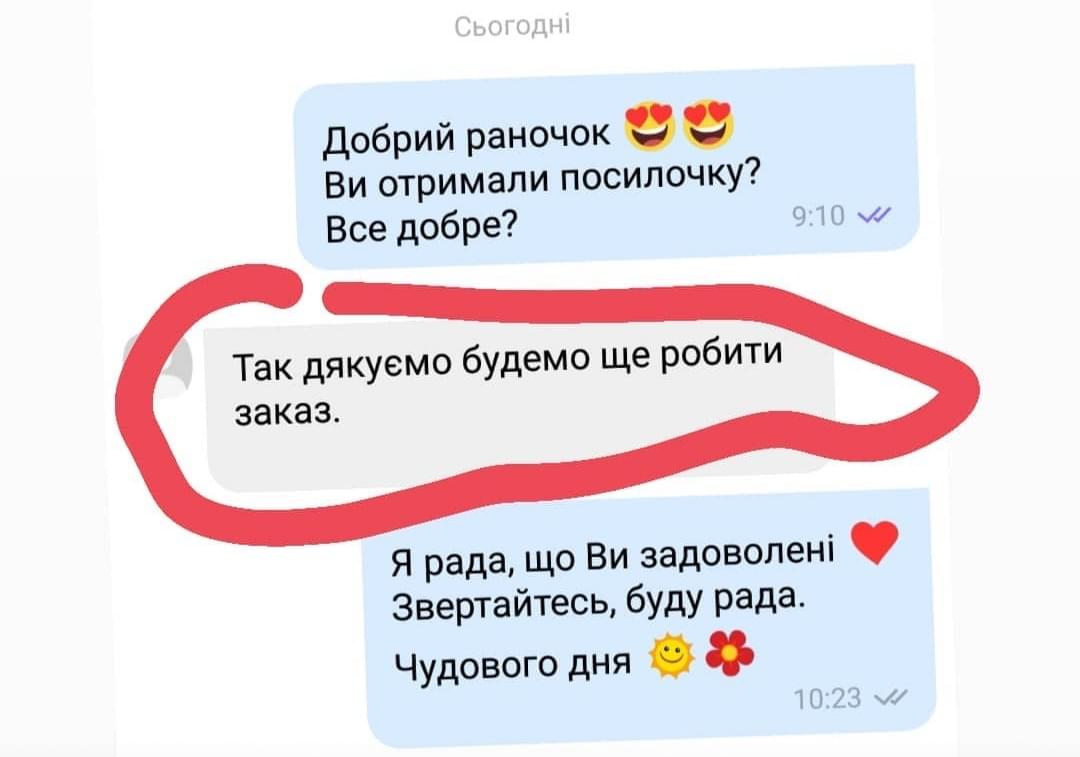 Сьогодні
Добрий раночок 😍😍
Ви отримали посилочку?
Все добре?
9:10
Так дякуємо будемо ще робити
заказ.
Я рада, що Ви задоволені ❤️
Звертайтесь, буду рада.
Чудового дня 🌞🌺
10:23